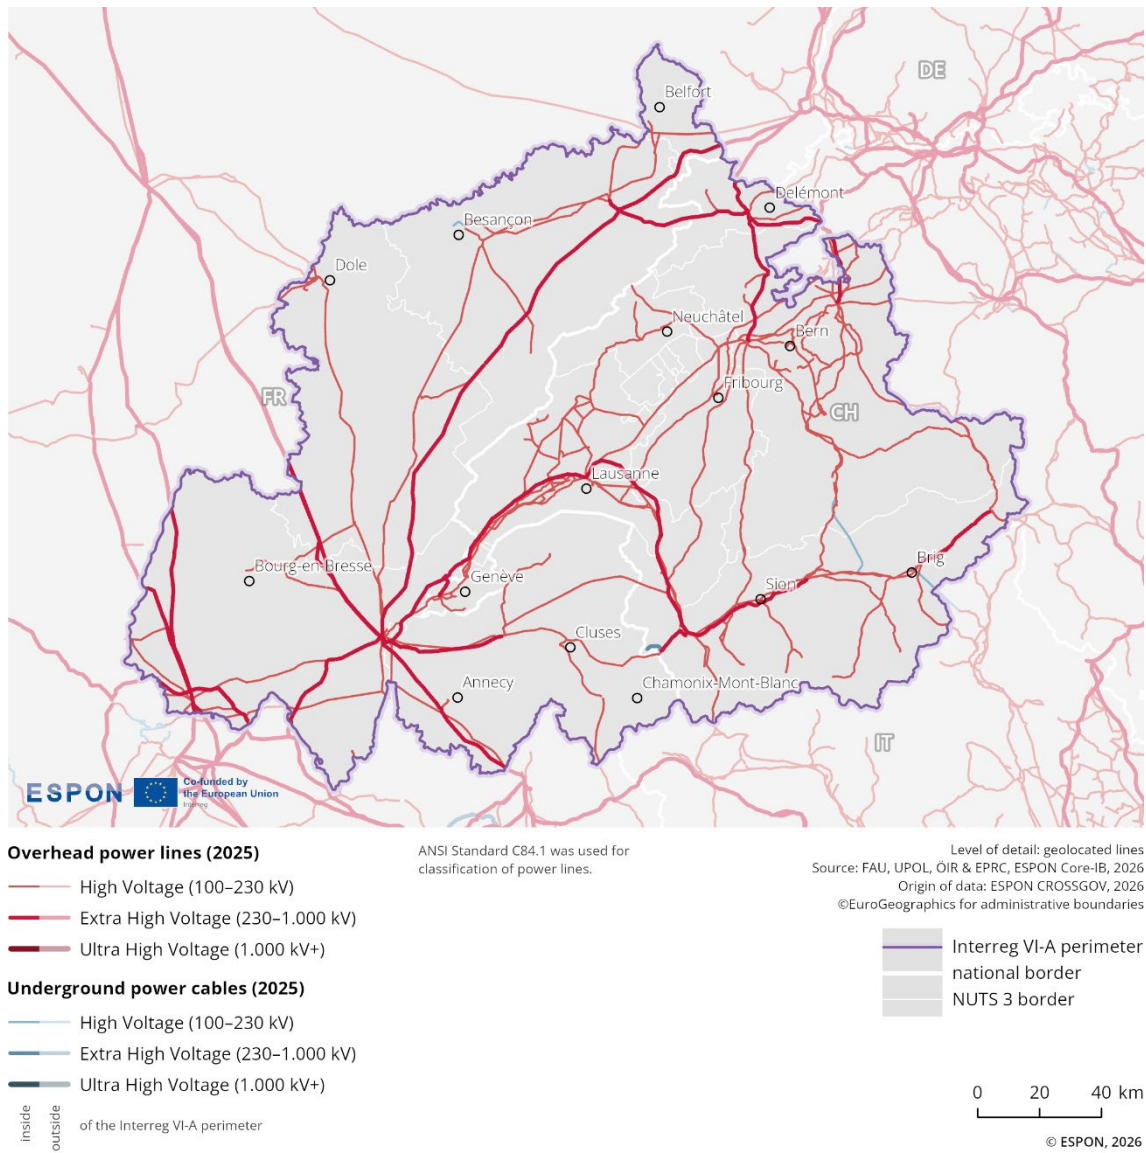 DE
Belfort
Delémont
Besançon
Dole
Neuchâtel
Bern
Fribourg
FR
CH
Lausanne
Brig
Bourg-en-Bresse
Genève
Sion
Cluses
Annecy
Chamonix-Mont-Blanc
IT
ESPON
Co-funded by
the European Union
Interreg
Overhead power lines (2025)
High Voltage (100–230 kV)
Extra High Voltage (230–1.000 kV)
Ultra High Voltage (1.000 kV+)
Underground power cables (2025)
High Voltage (100–230 kV)
Extra High Voltage (230–1.000 kV)
Ultra High Voltage (1.000 kV+)
inside
outside
of the Interreg VI-A perimeter
ANSI Standard C84.1 was used for
classification of power lines.
Level of detail: geolocated lines
Source: FAU, UPOL, ÖIR & EPRC, ESPON Core-IB, 2026
Origin of data: ESPON CROSSGOV, 2026
©EuroGeographics for administrative boundaries
Interreg VI-A perimeter
national border
NUTS 3 border
0 20 40 km
© ESPON, 2026